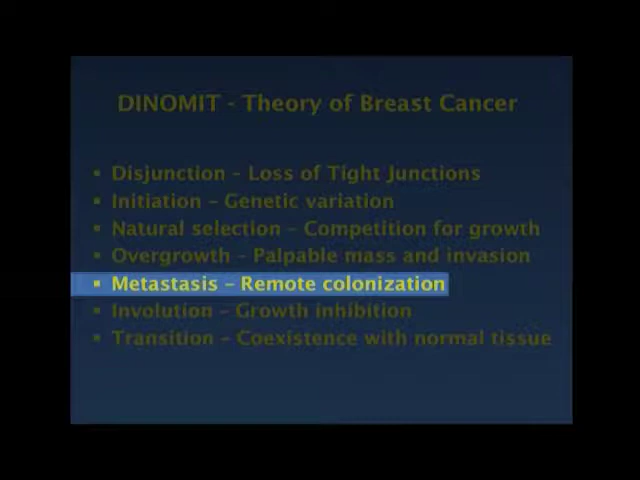 DINOMIT - Theory of Breast Cancer
▪ Disjunction – Loss of Tight Junctions
▪ Initiation – Genetic variation
▪ Natural selection – Competition for growth
▪ Overgrowth – Palpable mass and invasion
▪ Metastasis – Remote colonization
▪ Involution – Growth inhibition
▪ Transition – Coexistence with normal tissue